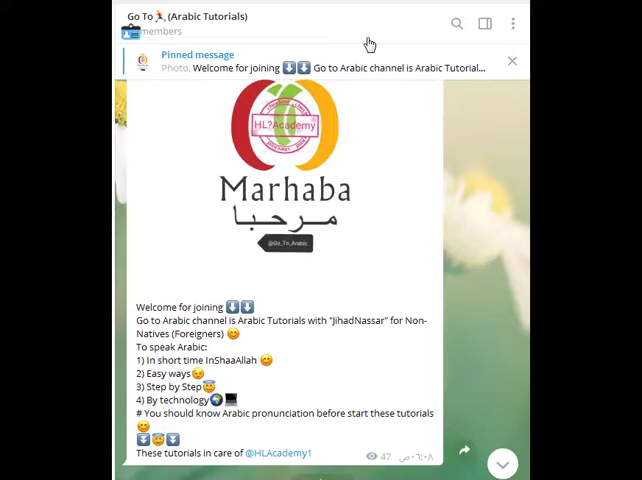 Go To🏃(Arabic Tutorials)
members
Pinned message
Photo, Welcome for joining ⬇️⬇️ Go to Arabic channel is Arabic Tutorial...
HL?Academy
Marhaba
مرحبا
@Go_To_Arabic
Welcome for joining ⬇️⬇️
Go to Arabic channel is Arabic Tutorials with "JihadNassar" for Non-
Natives (Foreigners) 😊
To speak Arabic:
1) In short time InShaaAllah 😊
2) Easy ways😉
3) Step by Step😇
4) By technology🌍💻
# You should know Arabic pronunciation before start these tutorials
😊
⬇️😇⬇️
These tutorials in care of @HLAcademy1
47 ٠٦:٠٨ ص